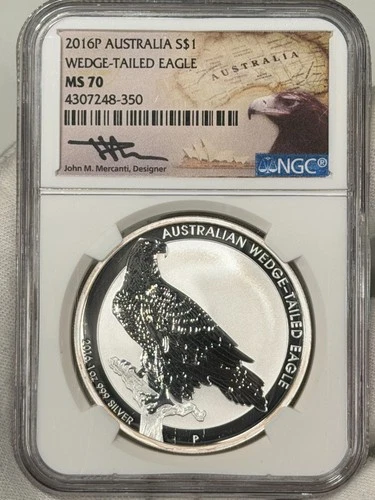 2016P AUSTRALIA S$1
WEDGE-TAILED EAGLE
MS 70
4307248-350
AUSTRALIA
John M. Mercanti, Designer
NGC
AUSTRALIAN WEDGE-TAILED EAGLE
2016 1oz 999 SILVER
P